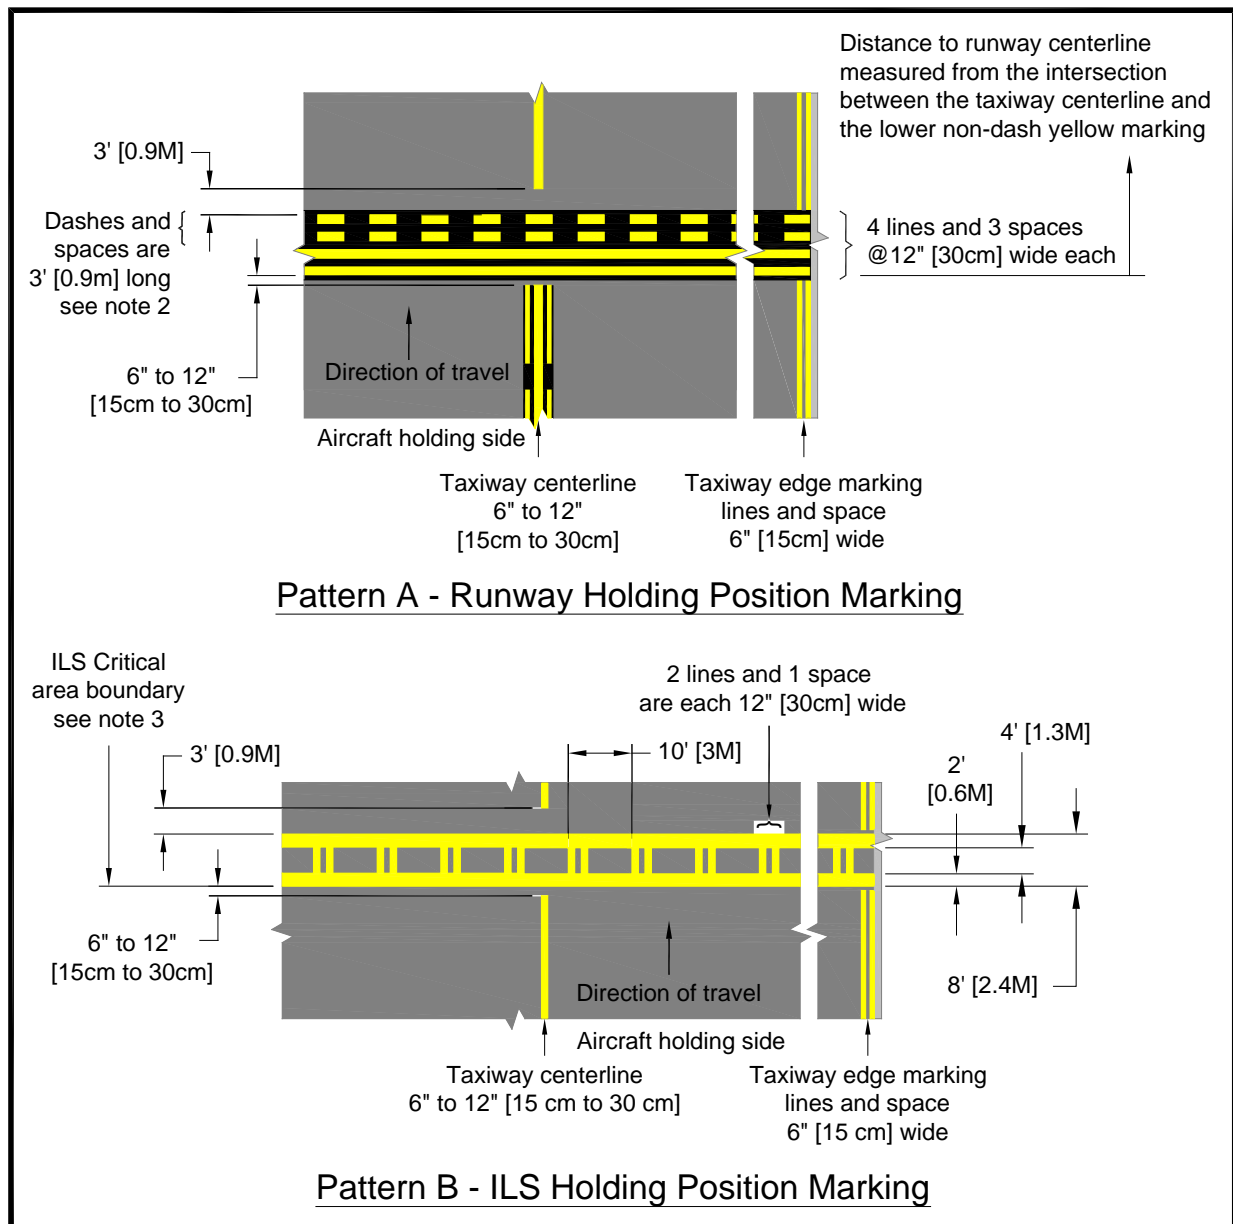 Distance to runway centerline
measured from the intersection
between the taxiway centerline and
the lower non-dash yellow marking
3' [0.9M]
Dashes and
spaces are
3' [0.9m] long
see note 2
4 lines and 3 spaces
@12" [30cm] wide each
6" to 12"
[15cm to 30cm]
Direction of travel
Aircraft holding side
Taxiway centerline
6" to 12"
[15cm to 30cm]
Taxiway edge marking
lines and space
6" [15cm] wide
Pattern A - Runway Holding Position Marking
ILS Critical
area boundary
see note 3
2 lines and 1 space
are each 12" [30cm] wide
3' [0.9M]
10' [3M]
4' [1.3M]
2'
[0.6M]
6" to 12"
[15cm to 30cm]
8' [2.4M]
Direction of travel
Aircraft holding side
Taxiway centerline
6" to 12" [15 cm to 30 cm]
Taxiway edge marking
lines and space
6" [15 cm] wide
Pattern B - ILS Holding Position Marking